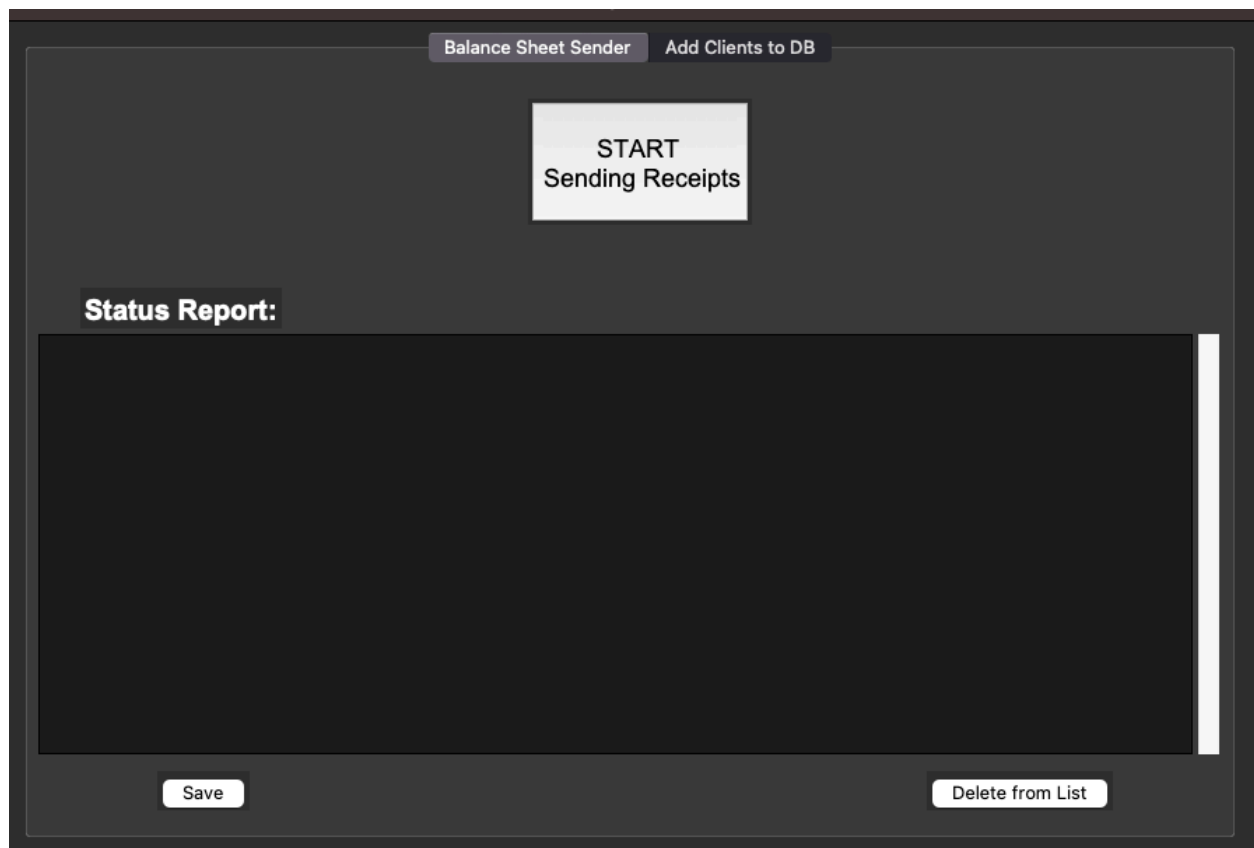 Balance Sheet Sender Add Clients to DB
START
Sending Receipts
Status Report:
Save Delete from List